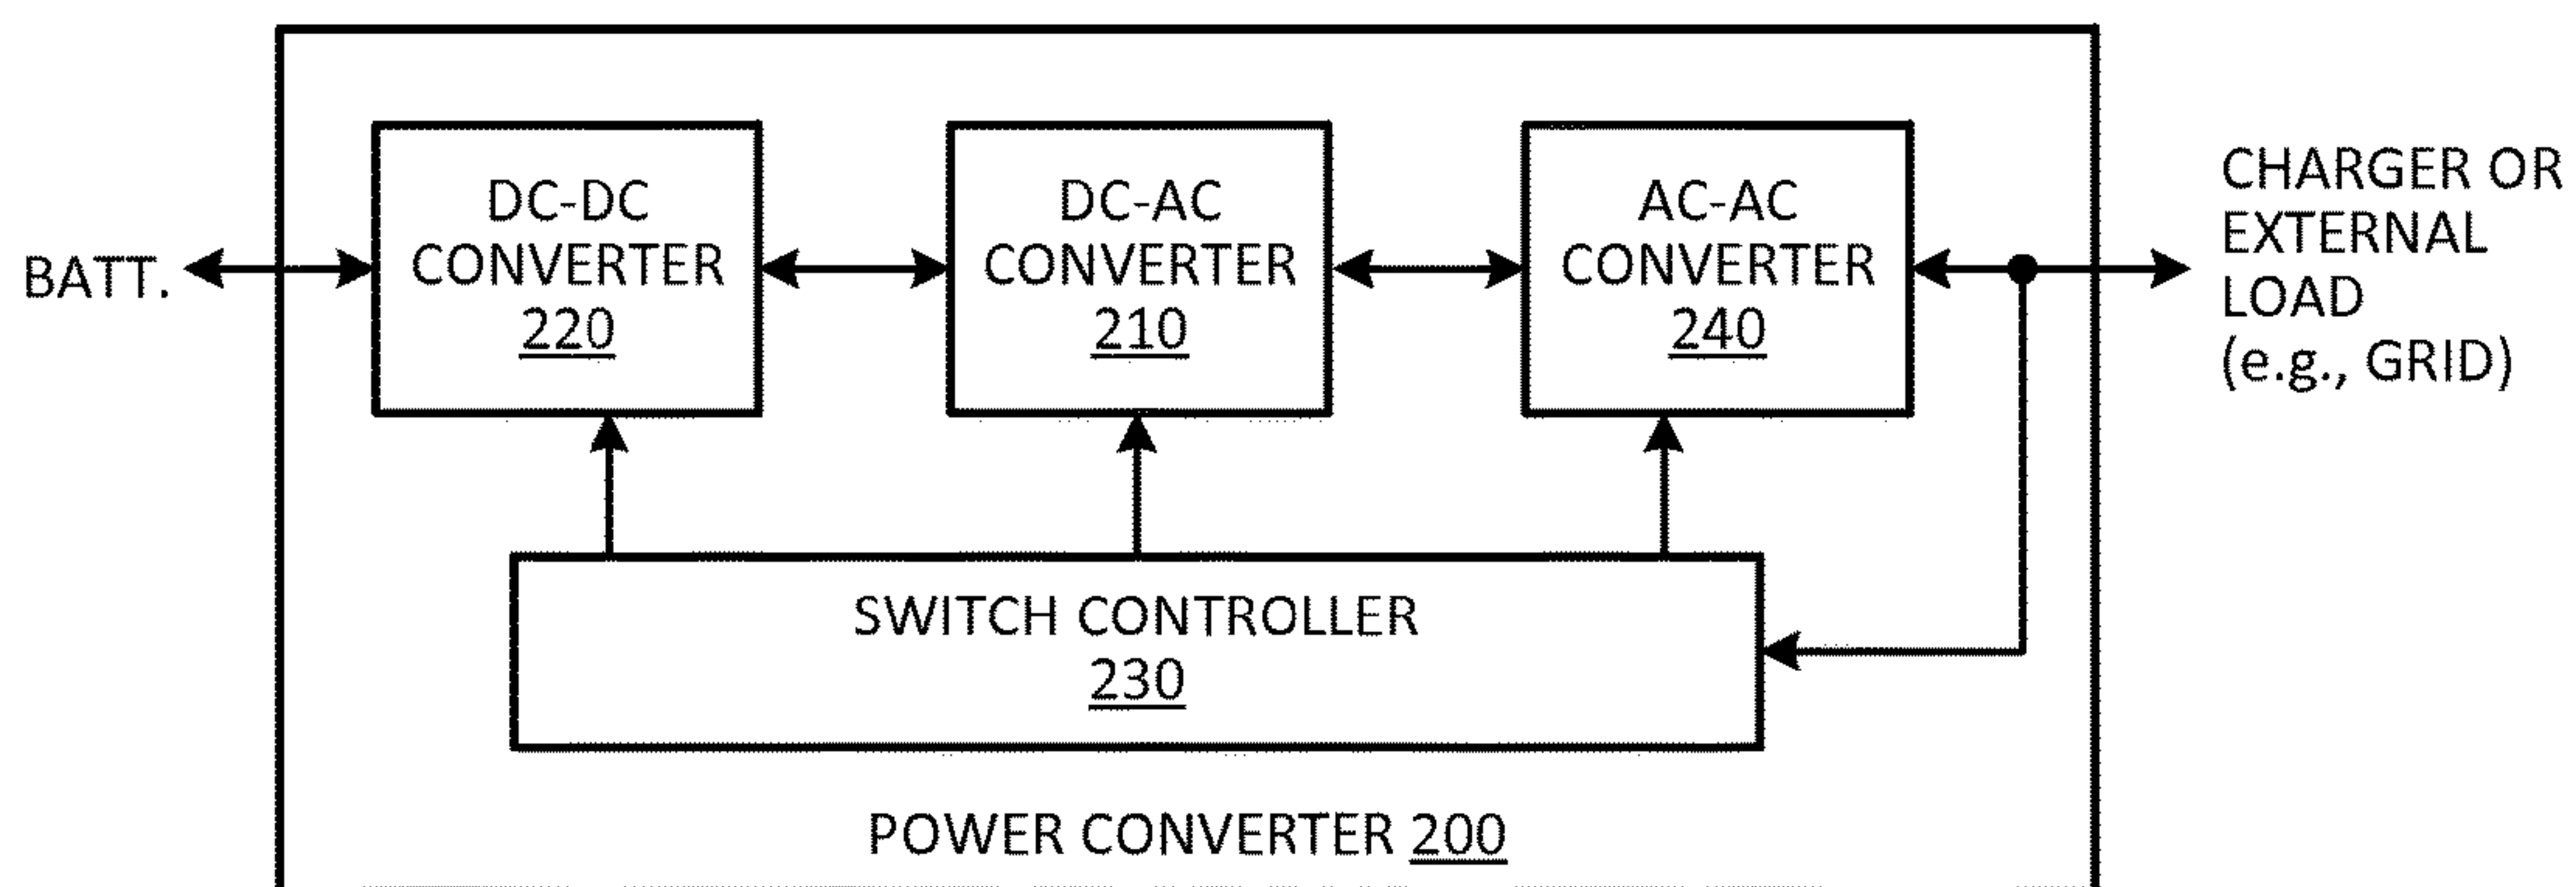 BATT.
DC-DC
CONVERTER
220
DC-AC
CONVERTER
210
AC-AC
CONVERTER
240
CHARGER OR
EXTERNAL
LOAD
(e.g., GRID)
SWITCH CONTROLLER
230
POWER CONVERTER 200